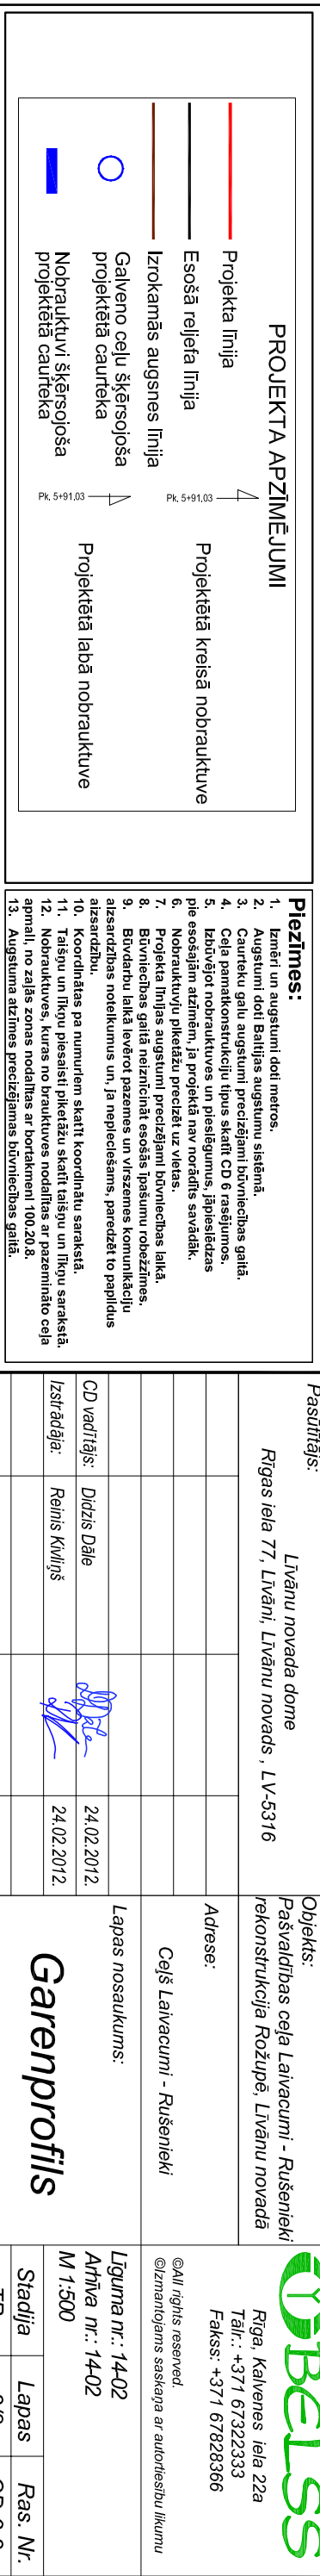 PROJEKTA APZĪMĒJUMI
Projekta līnija
Esošā reljefa līnija
Izrokamās augsnes līnija
Galveno ceļu šķērsojoša
projektētā caurteka
Nobrauktuvi šķērsojoša
projektētā caurteka
Pk. 5+91,03
Projektētā kreisā nobrauktuve
Pk. 5+91,03
Projektētā labā nobrauktuve
Piezīmes:
1. Izmēri un augstumi doti metros.
2. Augstumi doti Baltijas augstumu sistēmā.
3. Caurteku galu augstumi precizējami būvniecības gaitā.
4. Ceļa pamatkonstrukciju tipus skatīt CD 6 rasējumos.
5. Izbūvējot nobrauktuves un pieslēgumus, jāpieslēdzas
pie esošajām atzīmēm, ja projektā nav norādīts savādāk.
6. Nobrauktuvju piketāžu precizēt uz vietas.
7. Projekta līnijas augstumi precizējami būvniecības laikā.
8. Būvniecības gaitā neiznīcināt esošās īpašumu robežzīmes.
9. Būvdarbu laikā ievērot pazemes un virszemes komunikāciju
aizsardzības noteikumus un, ja nepieciešams, paredzēt to papildus
aizsardzību.
10. Koordinātas pa numuriem skatīt koordinātu sarakstā.
11. Taišņu un līkņu piesaisti piketāžu skatīt taišņu un līkņu sarakstā.
12. Nobrauktuves, kuras no brauktuves nodalītas ar pazemināto ceļa
apmali, no zaļās zonas nodalītas ar bortakmeni 100.20.8.
13. Augstuma atzīmes precizējamas būvniecības gaitā.
Pasūtītājs:
Līvānu novada dome
Rīgas iela 77, Līvāni, Līvānu novads , LV-5316
CD vadītājs: Didzis Dāle 24.02.2012.
Izstrādāja: Reinis Kivliņš 24.02.2012.
Objekts:
Pašvaldības ceļa Laivacumi - Rušenieki
rekonstrukcija Rožupē, Līvānu novadā
Adrese:
Ceļš Laivacumi - Rušenieki
Lapas nosaukums:
Garenprofils
BELSS
Rīga, Kalvenes iela 22a
Tālr.: +371 67322333
Fakss: +371 67828366
©All rights reserved.
©Izmantojams saskaņa ar autortiesību likumu
Līguma nr.: 14-02
Arhīva nr.: 14-02
M 1:500
Stadija Lapas Ras. Nr.